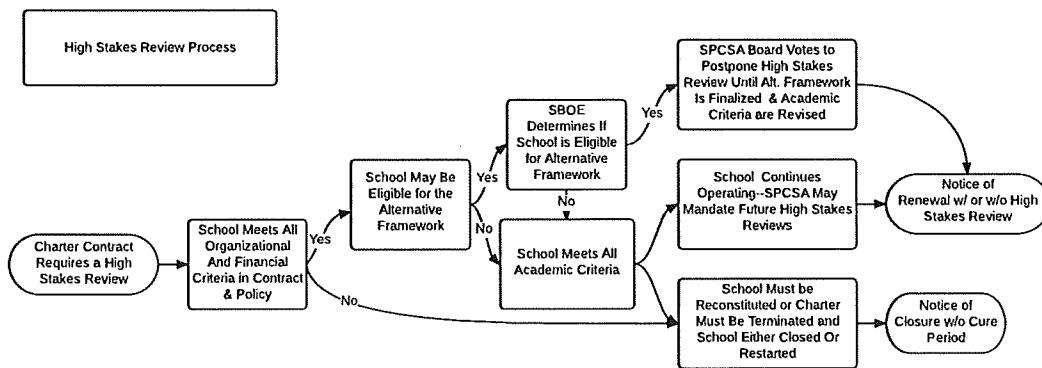 High Stakes Review Process
SPCSA Board Votes to
Postpone High Stakes
Review Until Alt. Framework
Is Finalized & Academic
Criteria are Revised
Yes
SBOE
Determines If
School is Eligible
for Alternative
Framework
Yes
School May Be
Eligible for the
Alternative
Framework
No
No
School Continues
Operating--SPCSA May
Mandate Future High Stakes
Reviews
Notice of
Renewal w/ or w/o High
Stakes Review
Charter Contract
Requires a High
Stakes Review
School Meets All
Organizational
And Financial
Criteria in Contract
& Policy
Yes
School Meets All
Academic Criteria
No
School Must be
Reconstituted or Charter
Must Be Terminated and
School Either Closed Or
Restarted
Notice of
Closure w/o Cure
Period